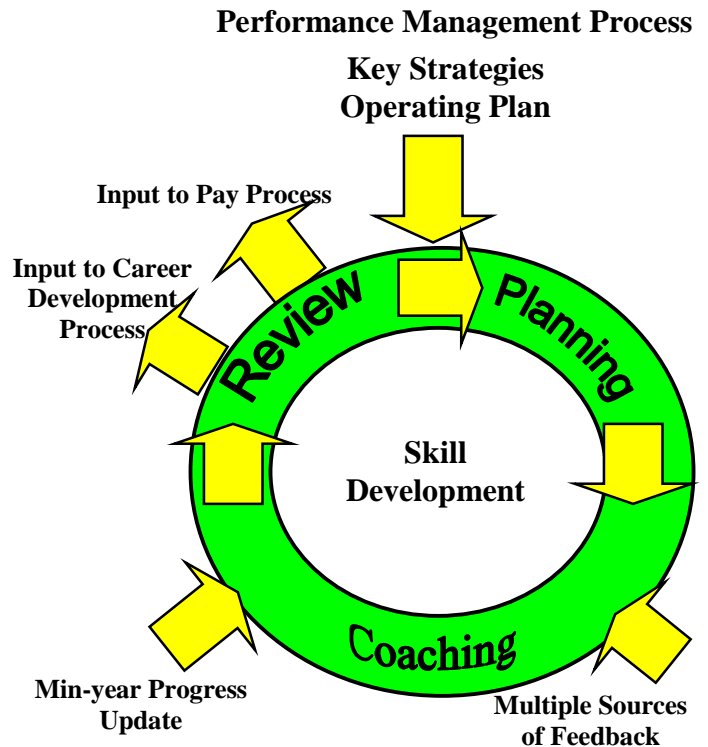 Performance Management Process
Key Strategies
Operating Plan
Input to Pay Process
Input to Career
Development
Process
Review
Planning
Skill
Development
Coaching
Min-year Progress
Update
Multiple Sources
of Feedback